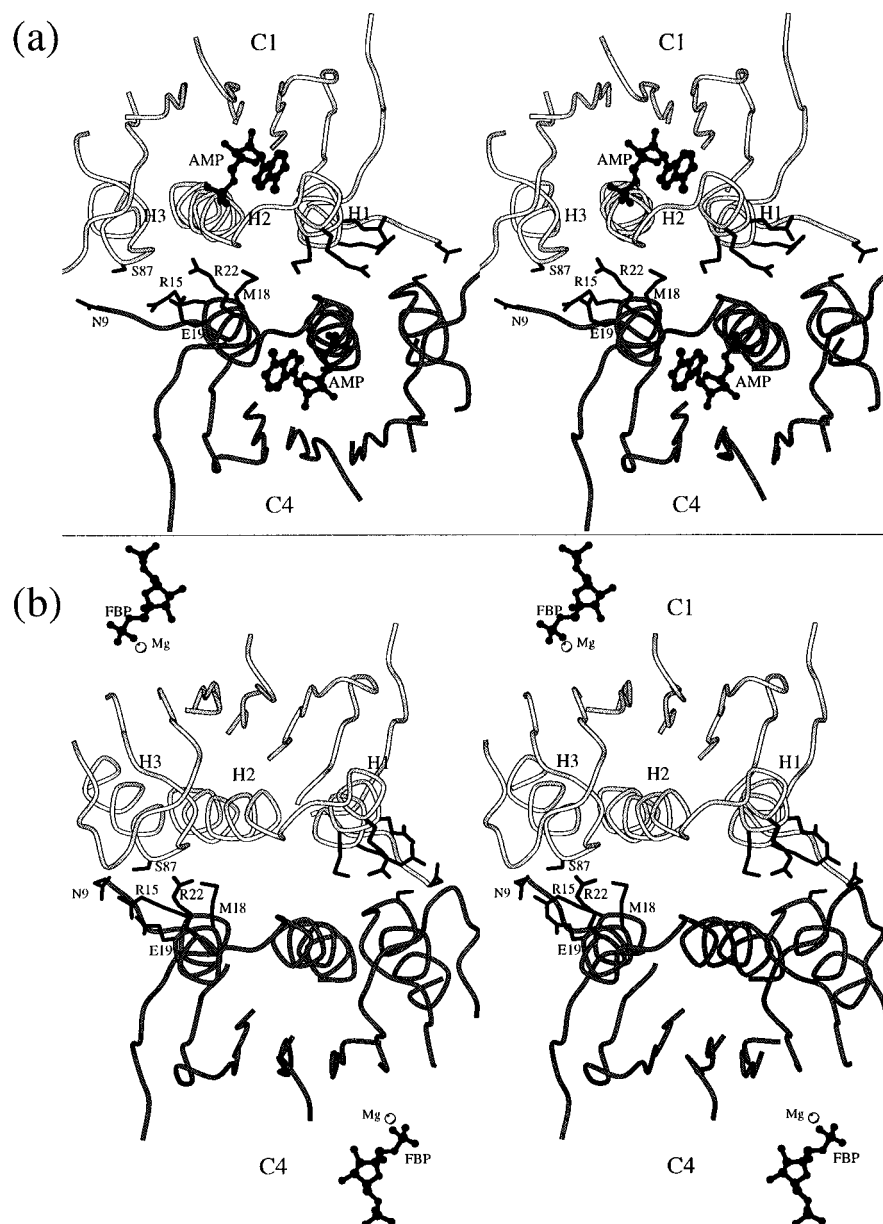 (a)
C1
C1
AMP
AMP
H3
H2
H1
H3
H2
H1
S87
R15
R22
M18
N9
E19
S87
R15
R22
M18
N9
E19
AMP
AMP
C4
C4
(b)
C1
FBP
Mg
FBP
Mg
H3
H2
H1
H3
H2
H1
S87
N9
R15
R22
M18
E19
S87
N9
R15
R22
M18
E19
Mg
FBP
Mg
FBP
C4
C4